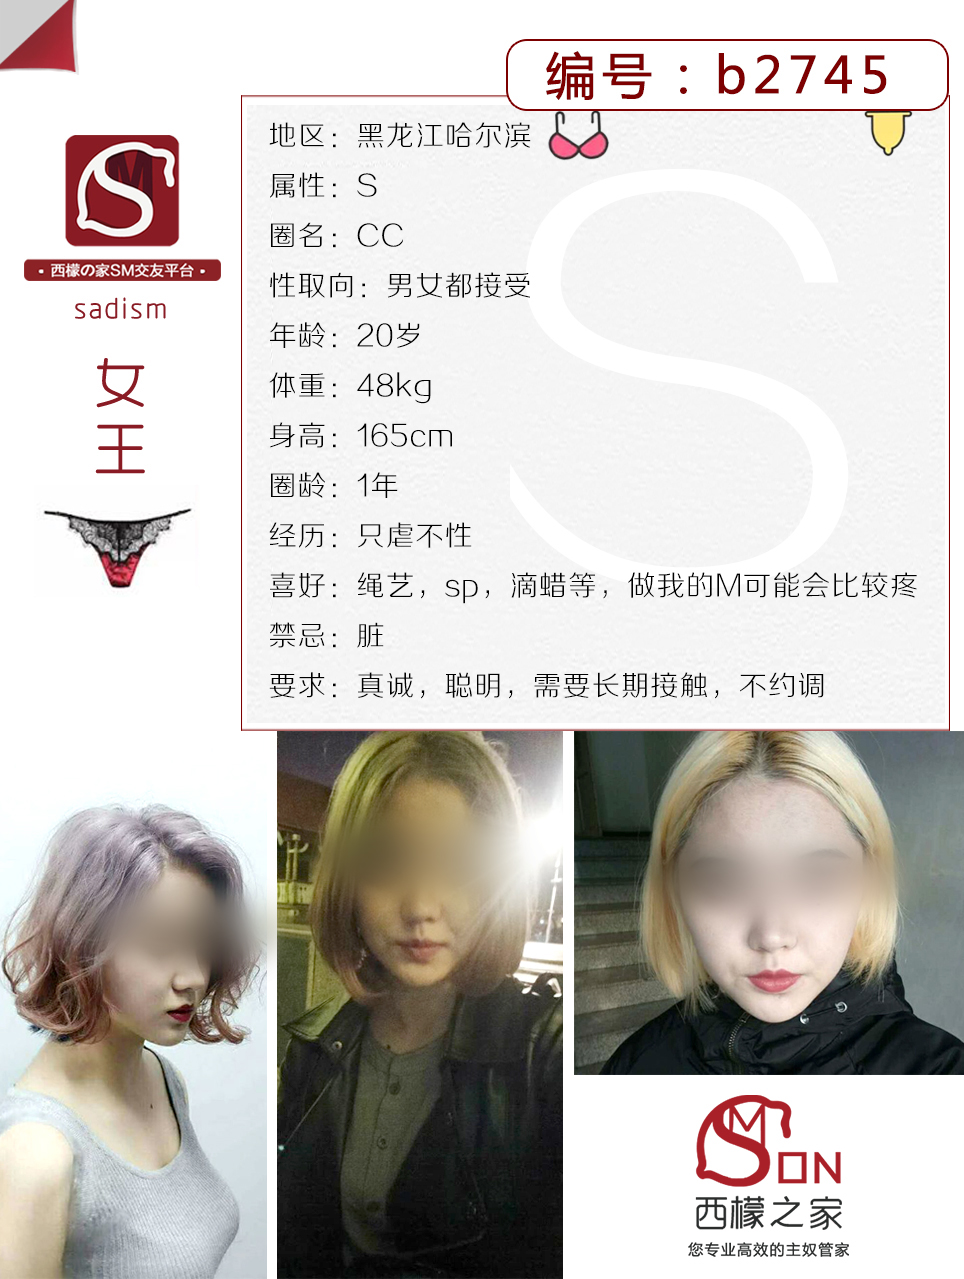 编号：b2745
地区：黑龙江哈尔滨
属性：S
圈名：CC
性取向：男女都接受
年龄：20岁
体重：48kg
身高：165cm
圈龄：1年
经历：只虐不性
喜好：绳艺，sp，滴蜡等，做我的M可能会比较疼
禁忌：脏
要求：真诚，聪明，需要长期接触，不约调
S
SM
·西檬の家SM交友平台·
sadism
女王
SMON
西檬之家
您专业高效的主奴管家